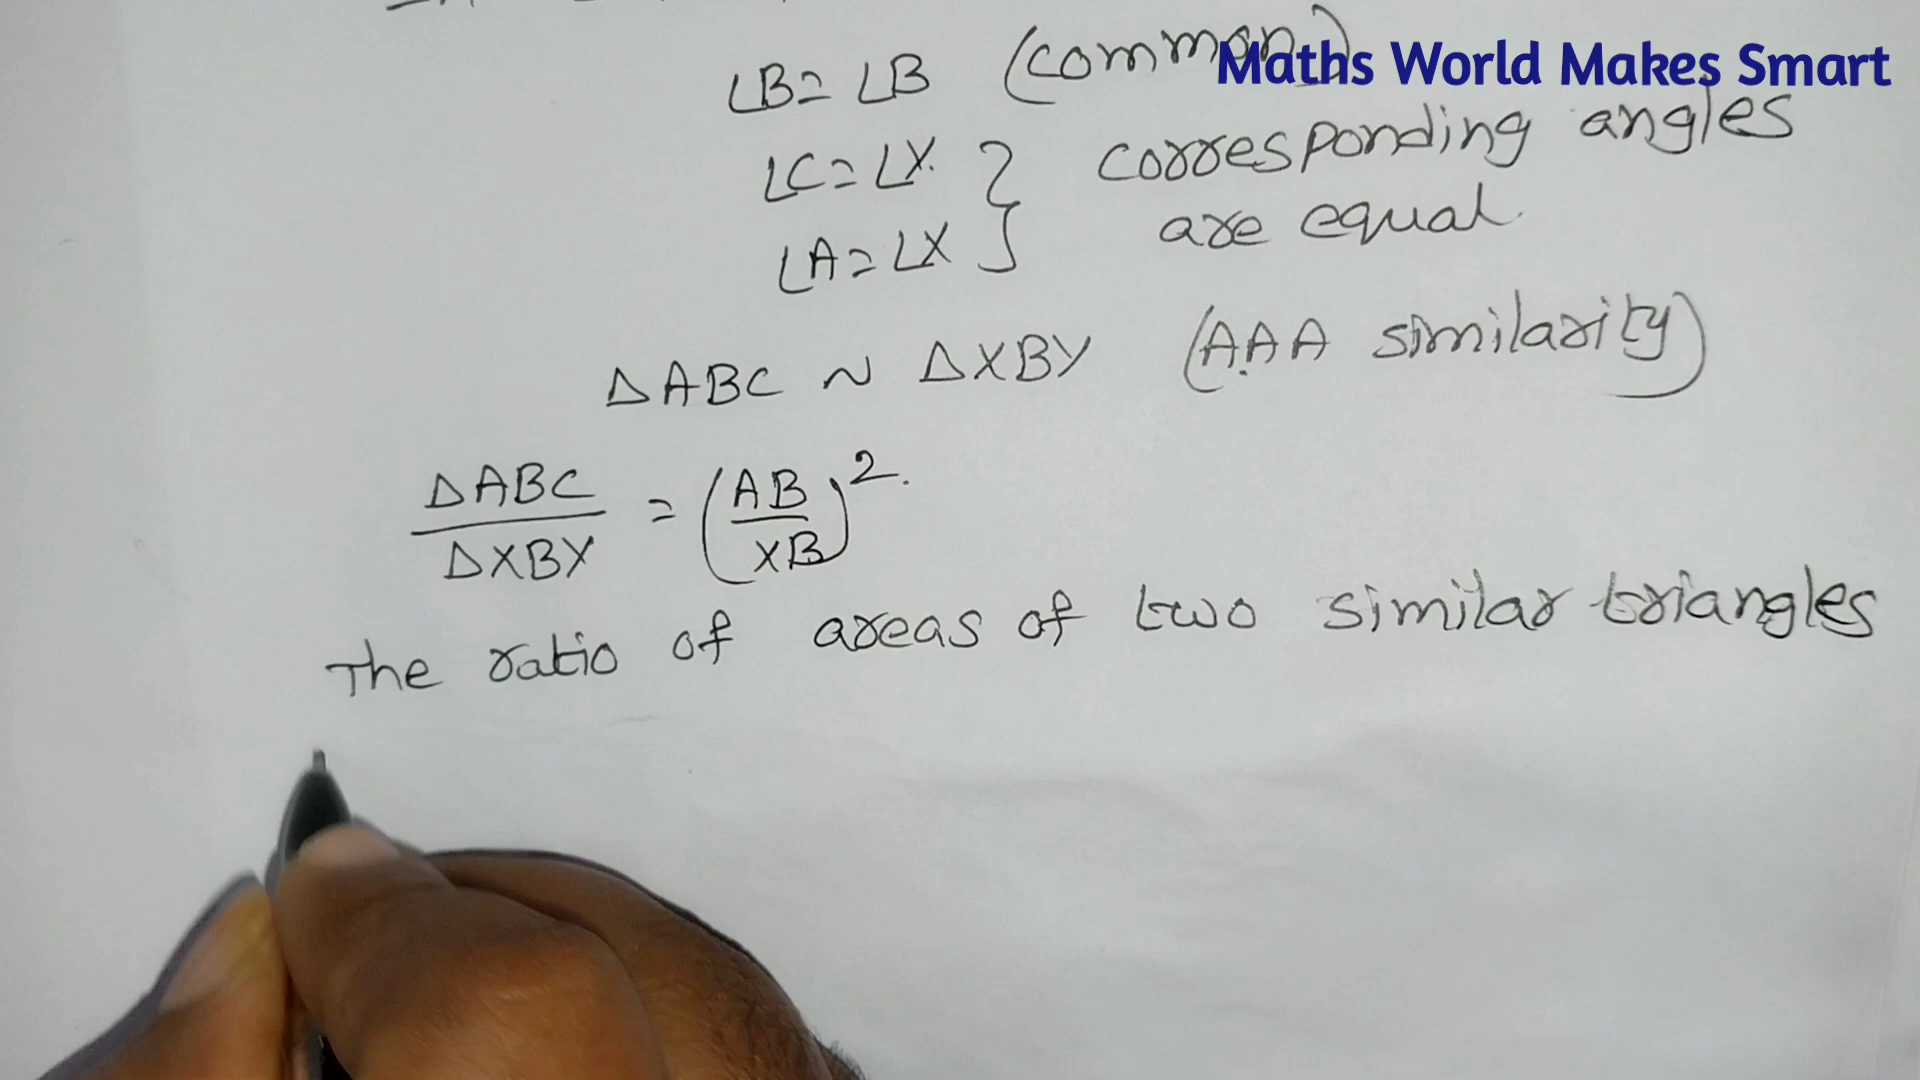 Maths World Makes Smart
∠B = ∠B (common)
∠C = ∠Y } corresponding angles
∠A = ∠X are equal.
ΔABC ~ ΔXBY (AAA similarity)
ΔABC/ΔXBY = (AB/XB)².
The ratio of areas of two similar triangles